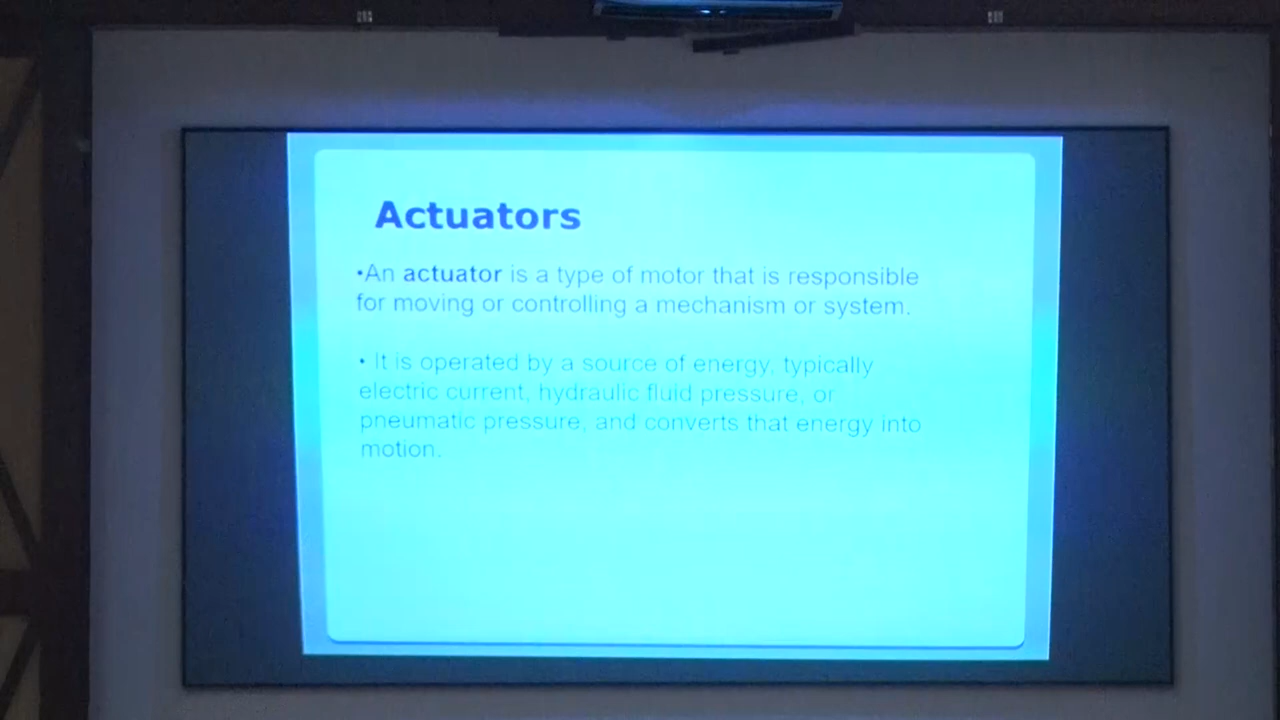 Actuators
•An actuator is a type of motor that is responsible
for moving or controlling a mechanism or system.
• It is operated by a source of energy, typically
electric current, hydraulic fluid pressure, or
pneumatic pressure, and converts that energy into
motion.